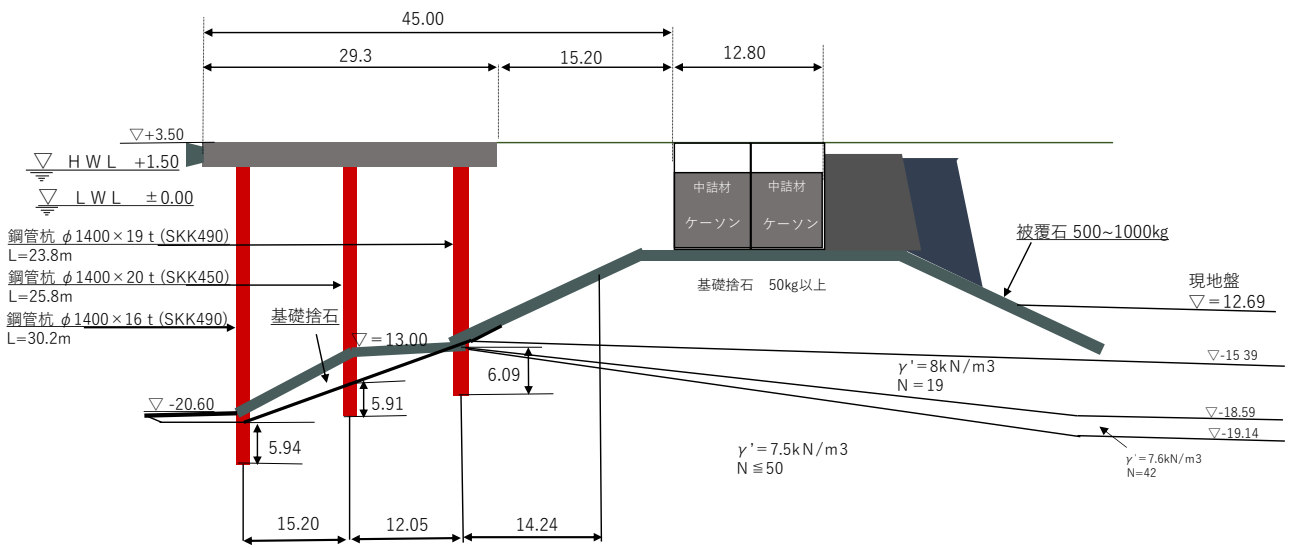 45.00
29.3
15.20
12.80
▽+3.50
▽ ＨＷＬ +1.50
▽ ＬＷＬ ±0.00
中詰材
中詰材
ケーソン
ケーソン
鋼管杭 φ1400×19ｔ(SKK490)
L=23.8m
鋼管杭 φ1400×20ｔ(SKK450)
L=25.8m
鋼管杭 φ1400×16ｔ(SKK490)
L=30.2m
基礎捨石
被覆石 500~1000kg
基礎捨石 50kg以上
現地盤
▽＝12.69
▽＝13.00
▽-15 39
γ'＝8kＮ/m3
Ｎ＝19
6.09
▽ -20.60
5.91
▽-18.59
▽-19.14
5.94
γ'＝7.5kＮ/m3
Ｎ≦50
γ'＝7.6kN/m3
N=42
15.20
12.05
14.24